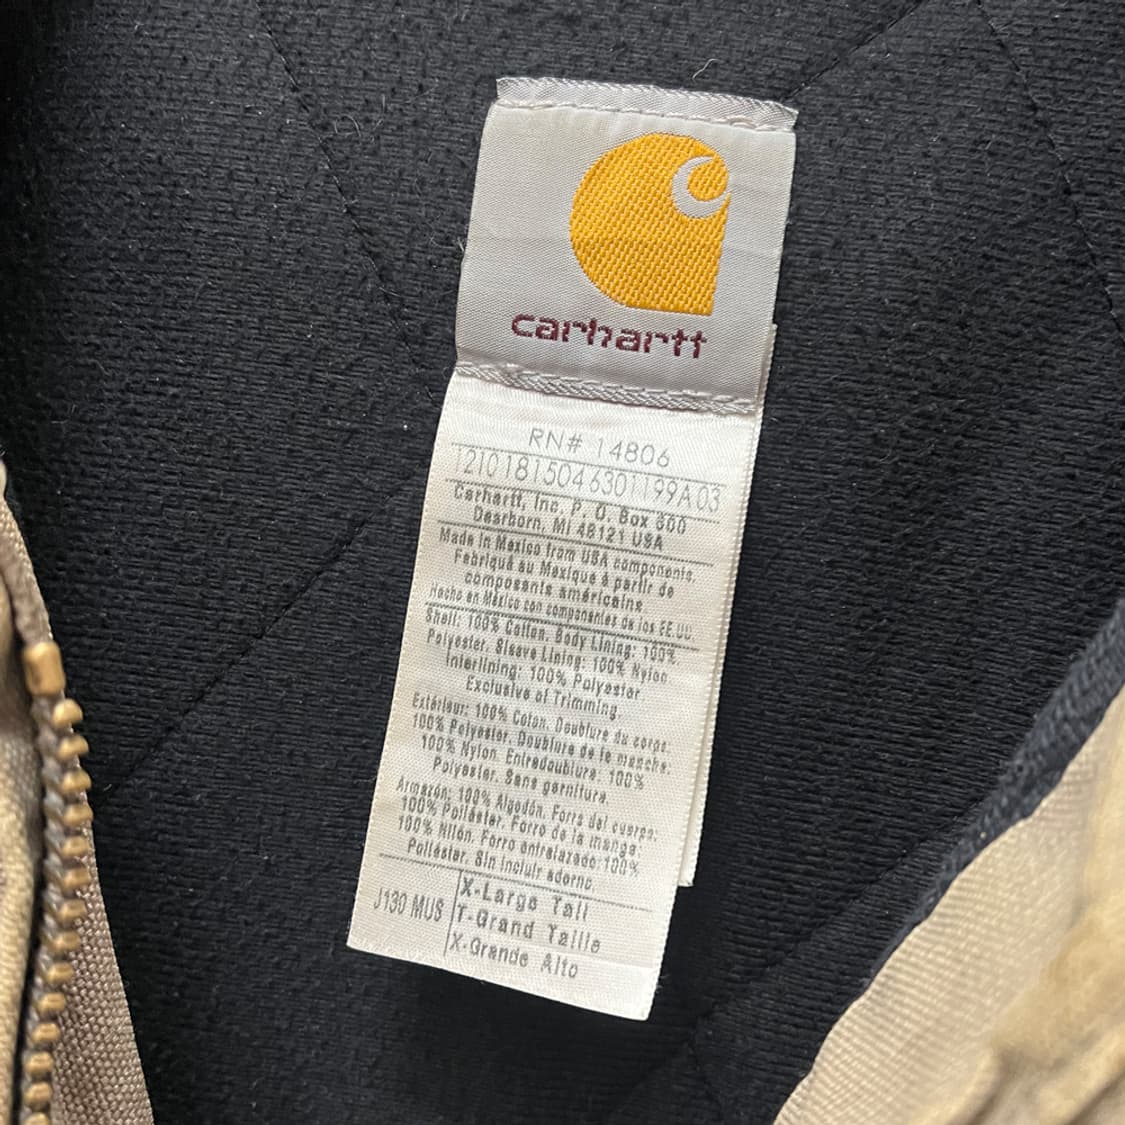 carhartt
RN# 14806
12101815046301199A03
Carhartt, Inc. P. O. Box 600
Dearborn, MI 48121 USA
Made in Mexico from USA components.
Fabriqué au Mexique à partir de
composants américains.
Hecho en México con componentes de los EE.UU.
Shell: 100% Cotton. Body Lining: 100%
Polyester. Sleeve Lining: 100% Nylon.
Interlining: 100% Polyester.
Exclusive of Trimming.
Extérieur: 100% Coton. Doublure du corps:
100% Polyester. Doublure de la manche:
100% Nylon. Entredoublure: 100%
Polyester. Sans garniture.
Armazón: 100% Algodón. Forro del cuerpo:
100% Poliéster. Forro de la manga:
100% Nilón. Forro entrelazado: 100%
Poliéster. Sin incluir adorno.
J130 MUS
X-Large Tall
T-Grand Taille
X-Grande Alto